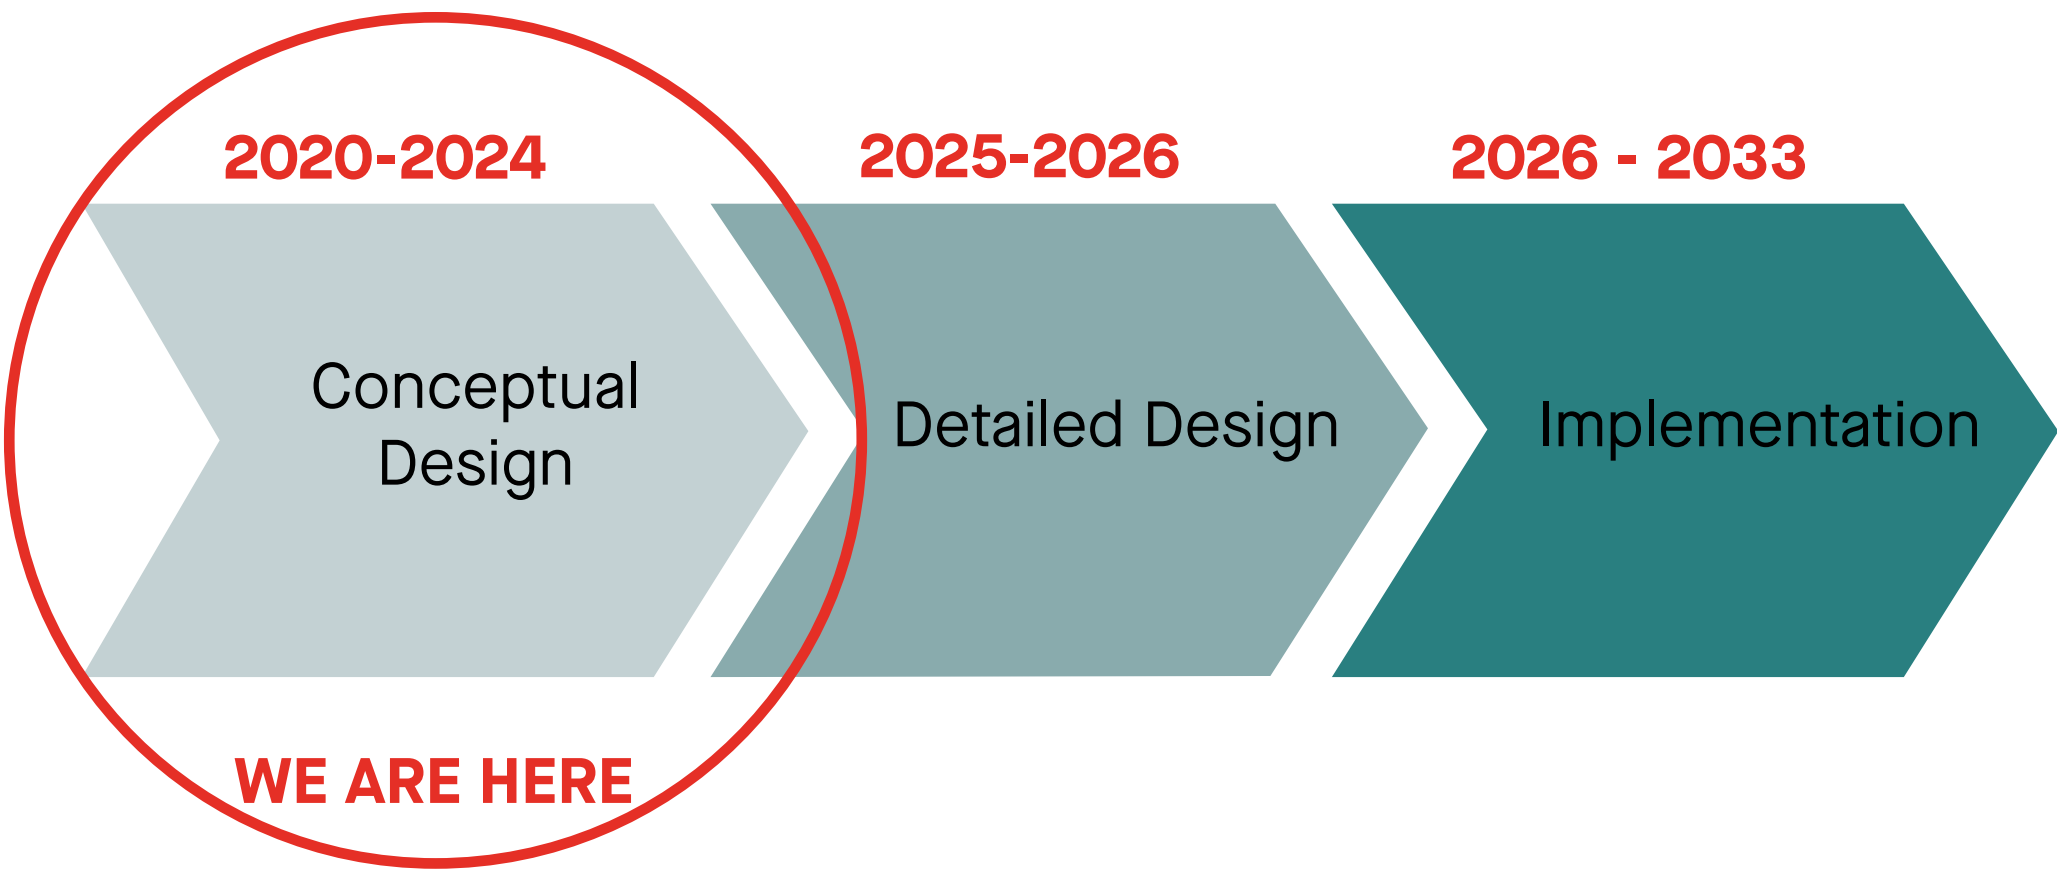 2020-2024
2025-2026
2026 - 2033
Conceptual
Design
Detailed Design
Implementation
WE ARE HERE